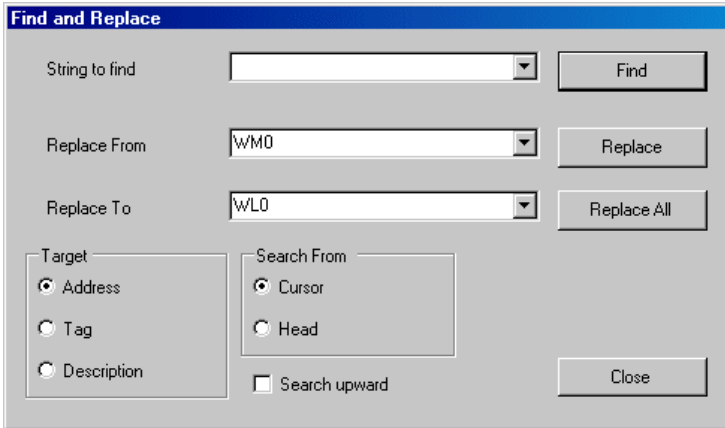 Find and Replace
String to find
Find
Replace From
WM0
Replace
Replace To
WL0
Replace All
Target
Address
Tag
Description
Search From
Cursor
Head
Search upward
Close